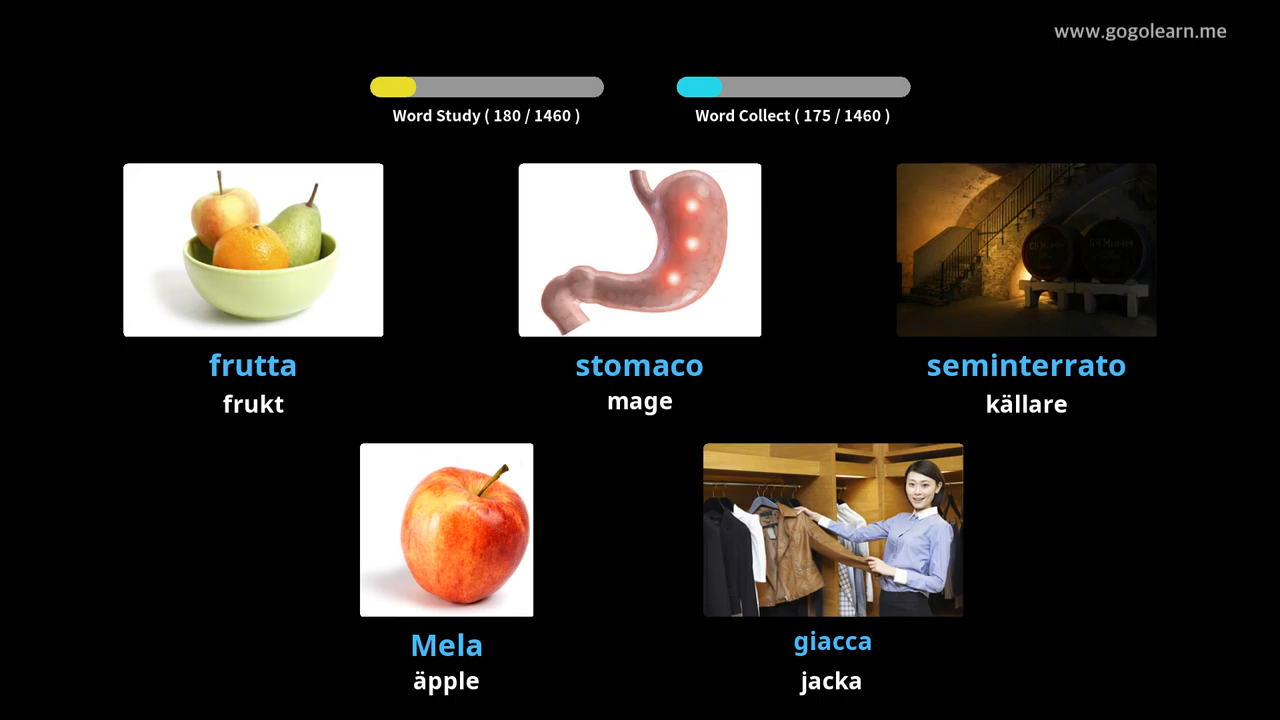 www.gogolearn.me
Word Study ( 180 / 1460 )
Word Collect ( 175 / 1460 )
frutta
frukt
stomaco
mage
seminterrato
källare
Mela
äpple
giacca
jacka